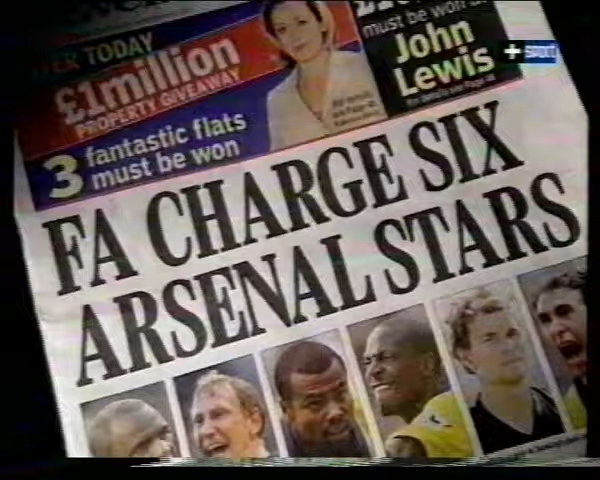 TODAY
£1million
PROPERTY GIVEAWAY
3 fantastic flats
must be won
must be won
John
Lewis
+ sport
FA CHARGE SIX
ARSENAL STARS